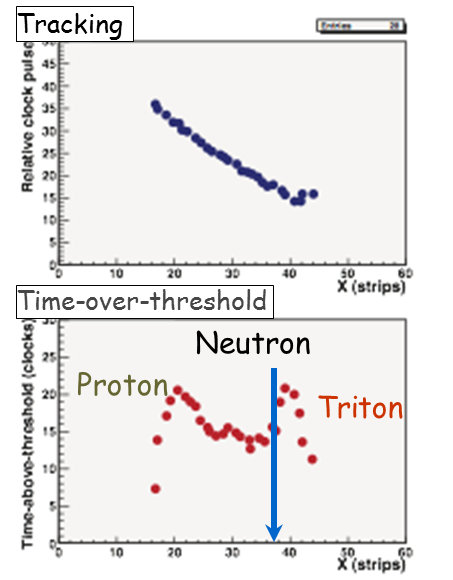 Tracking
Entries 28
Relative clock pulse
50
45
40
35
30
25
20
15
10
5
0
0 10 20 30 40 50 60
X (strips)
Time-over-threshold
Time-above-threshold (clocks)
30
25
20
15
10
5
0
Neutron
Proton
Triton
0 10 20 30 40 50 60
X (strips)